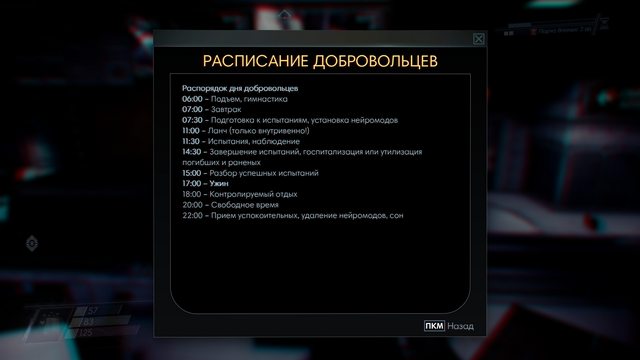 РАСПИСАНИЕ ДОБРОВОЛЬЦЕВ
Распорядок дня добровольцев
06:00 – Подъем, гимнастика
07:00 – Завтрак
07:30 – Подготовка к испытаниям, установка нейромодов
11:00 – Ланч (только внутривенно!)
11:30 – Испытания, наблюдение
14:30 – Завершение испытаний, госпитализация или утилизация
погибших и раненых
15:00 – Разбор успешных испытаний
17:00 – Ужин
18:00 – Контролируемый отдых
20:00 – Свободное время
22:00 – Прием успокоительных, удаление нейромодов, сон
ПКМ Назад
57
83
125